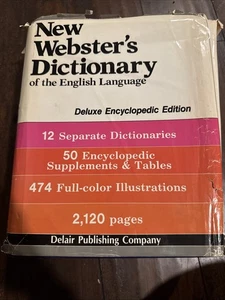 New
Webster's
Dictionary
of the English Language
Deluxe Encyclopedic Edition
12 Separate Dictionaries
50 Encyclopedic
Supplements & Tables
474 Full-color Illustrations
2,120 pages
Delair Publishing Company